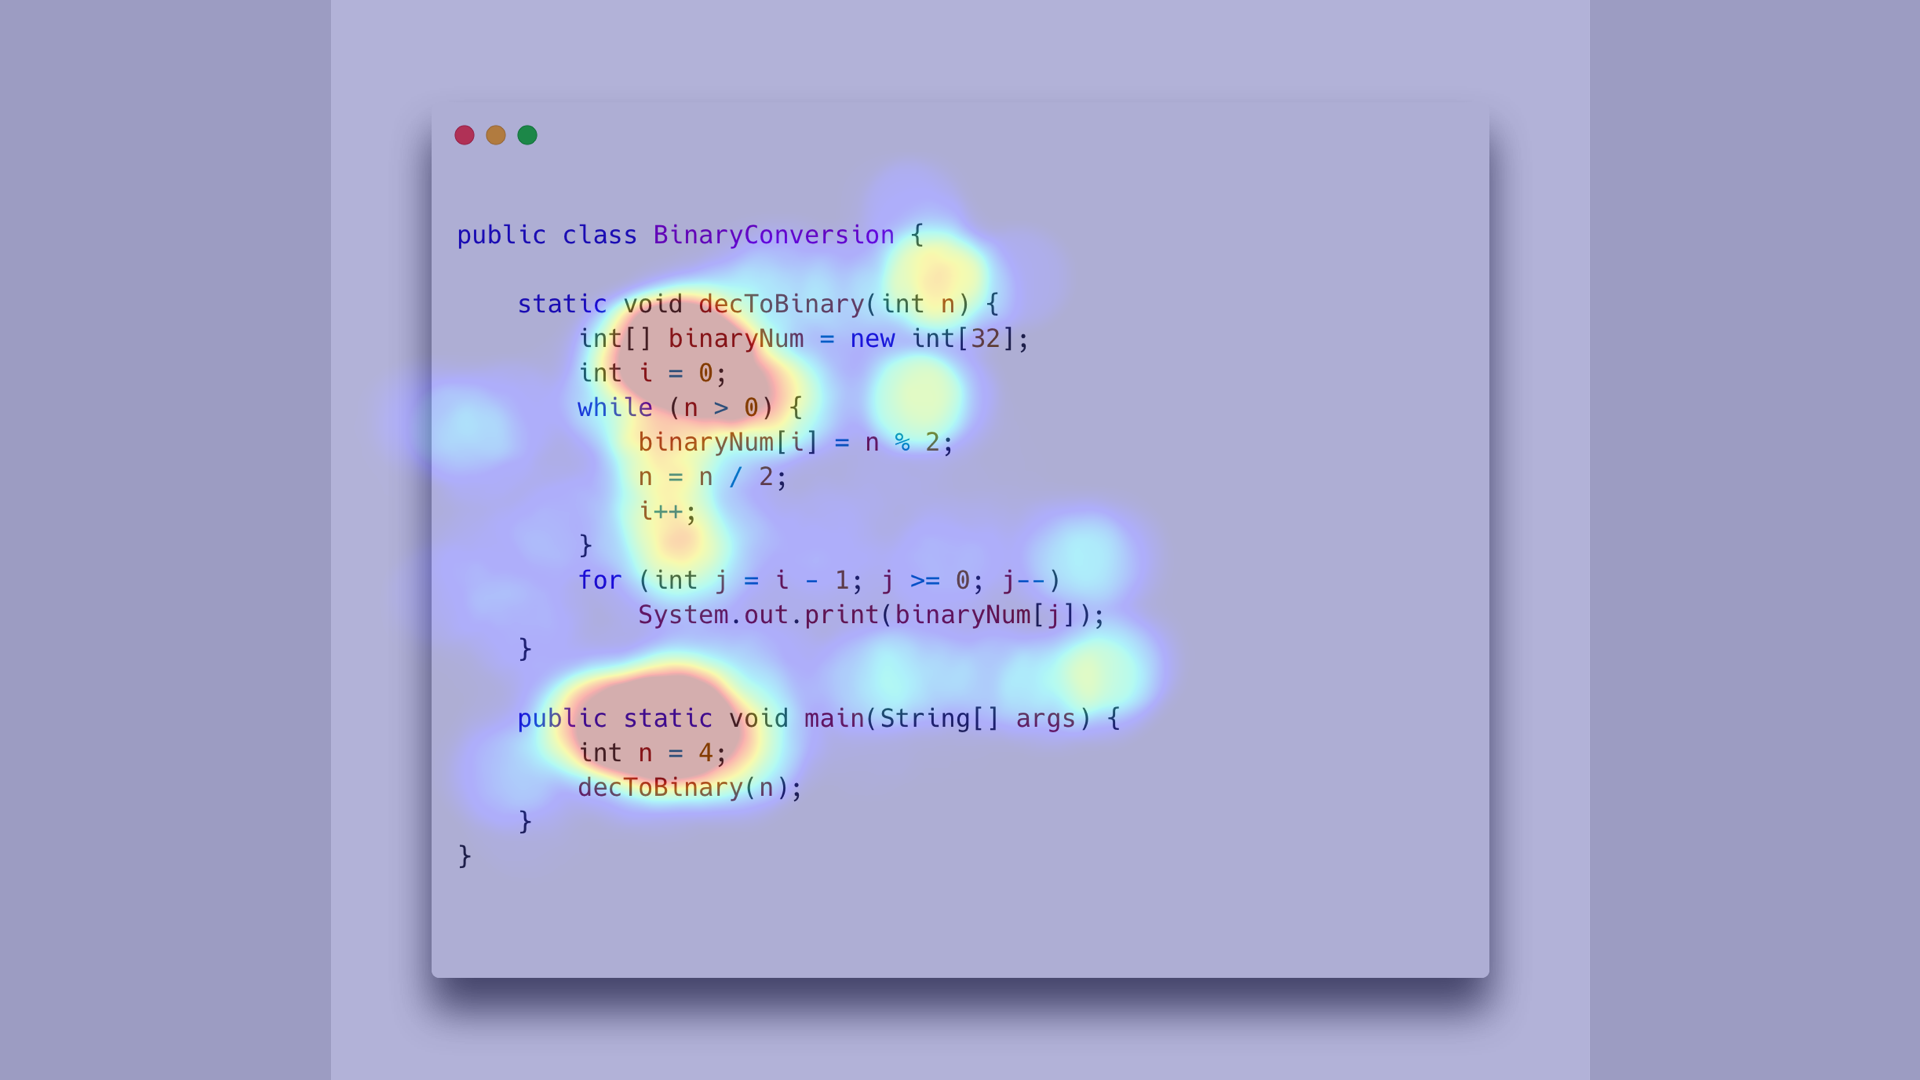 public class BinaryConversion {
static void decToBinary(int n) {
int[] binaryNum = new int[32];
int i = 0;
while (n > 0) {
binaryNum[i] = n % 2;
n = n / 2;
i++;
}
for (int j = i - 1; j >= 0; j--)
System.out.print(binaryNum[j]);
}
public static void main(String[] args) {
int n = 4;
decToBinary(n);
}
}